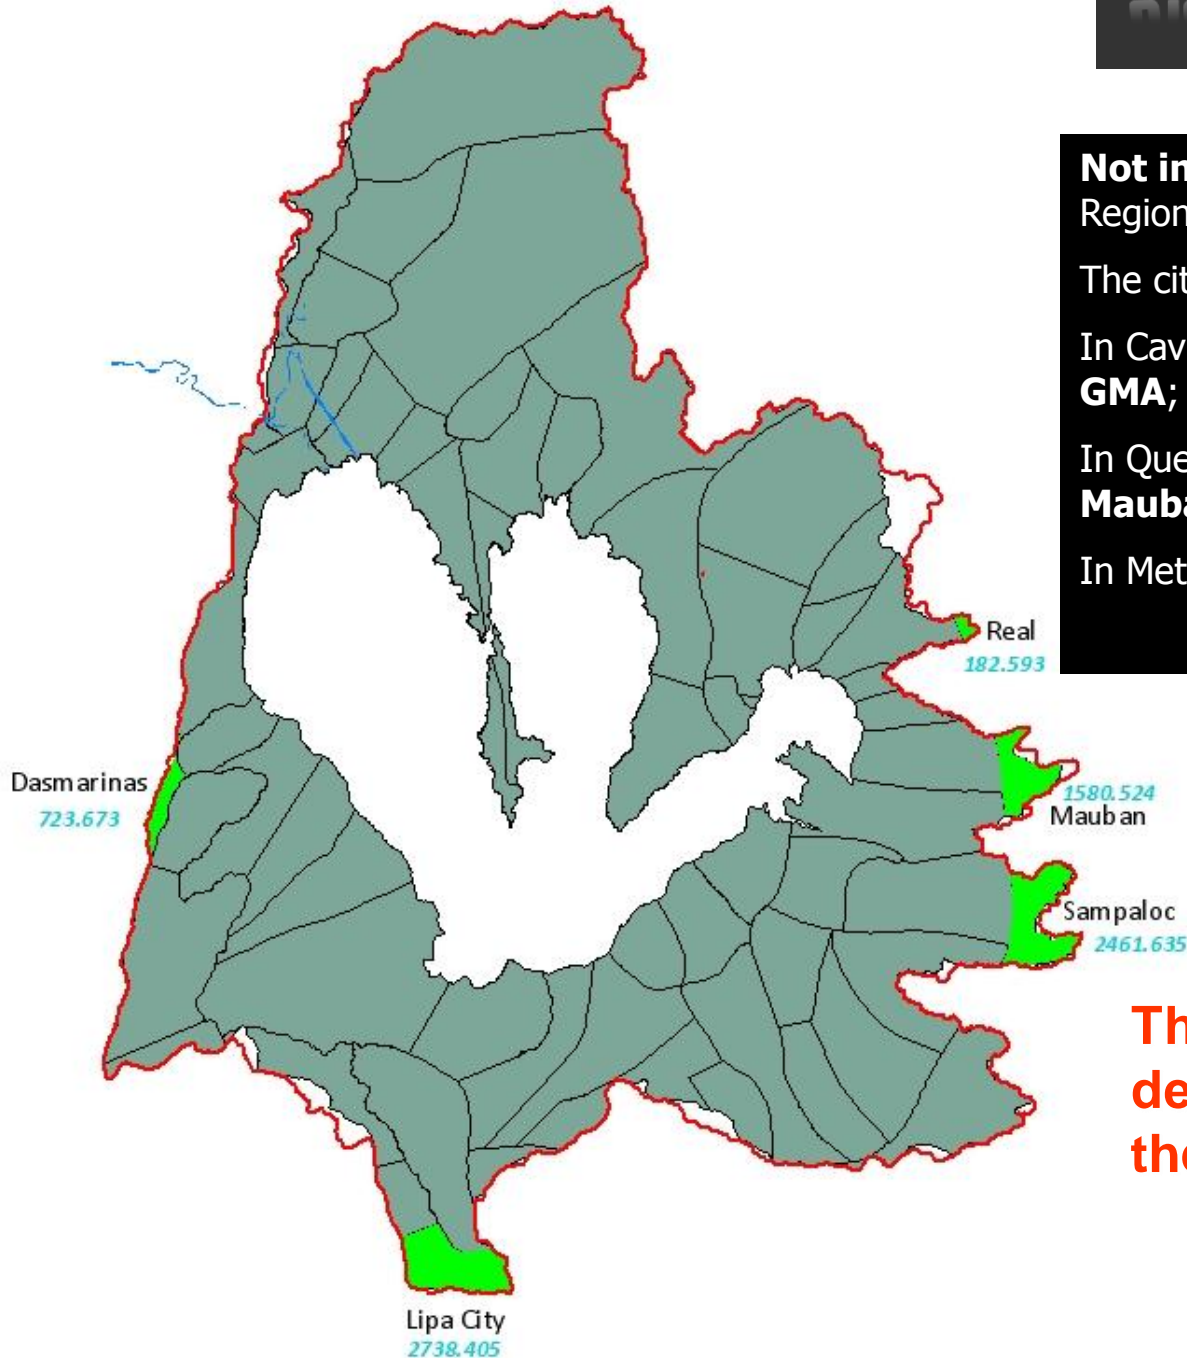 Not in
Region
The cit
In Cav
GMA;
In Que
Mauba
In Met
Real
182.593
Dasmarinas
723.673
1580.524
Mauban
Sampaloc
2461.635
Th
de
the
Lipa City
2738.405